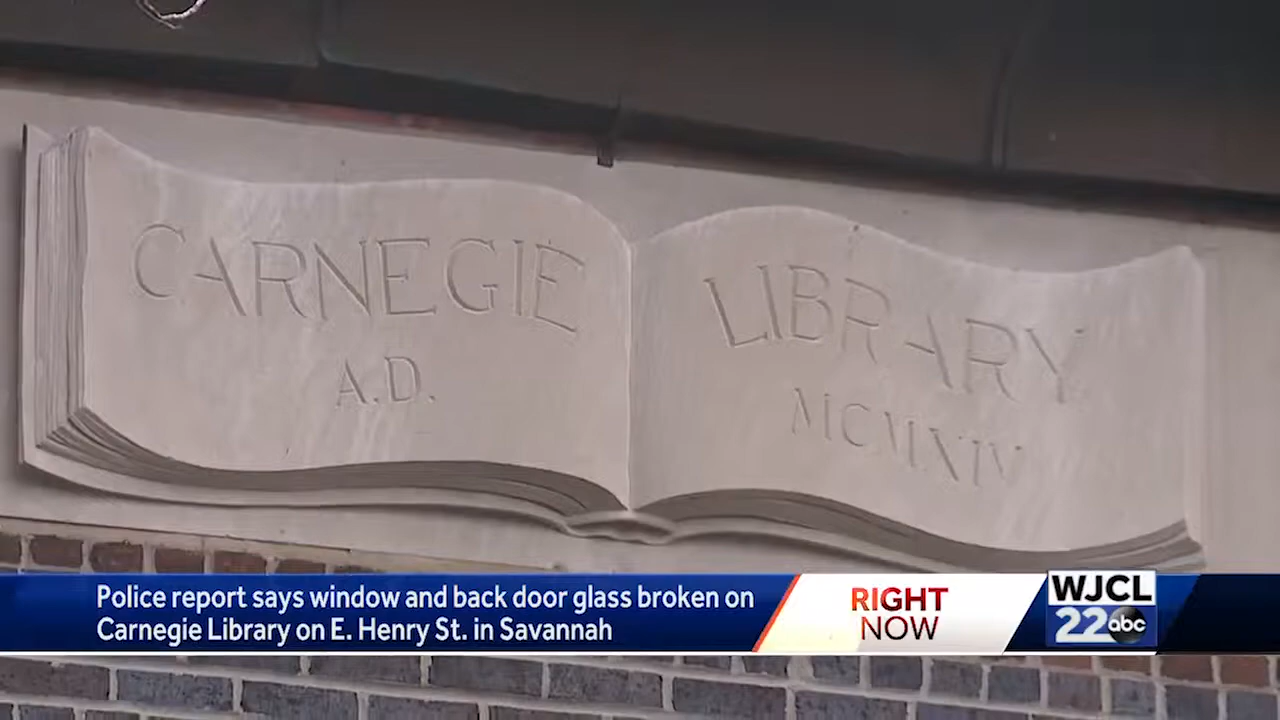 CARNEGIE
A.D.
LIBRARY
MCMXIV
Police report says window and back door glass broken on
Carnegie Library on E. Henry St. in Savannah
RIGHT
NOW
WJCL
22 abc